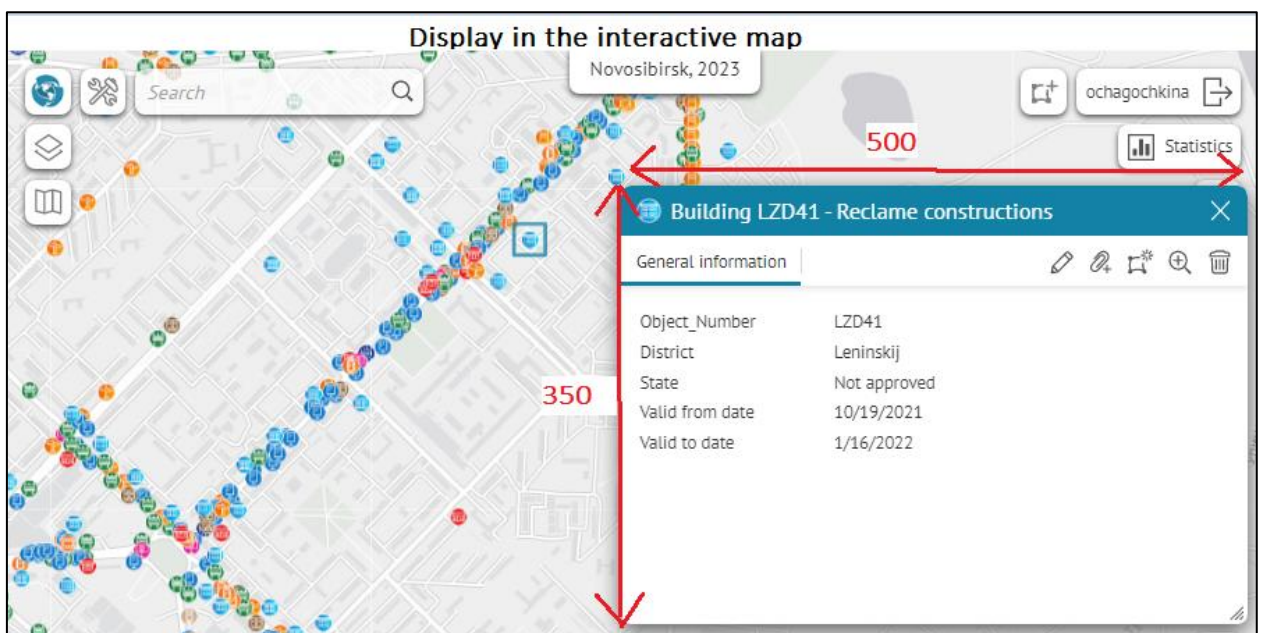 Display in the interactive map
Novosibirsk, 2023
Search
ochagochkina
500
Statistics
Building LZD41 - Reclame constructions
General information
Object_Number LZD41
District Leninskij
State Not approved
350
Valid from date 10/19/2021
Valid to date 1/16/2022